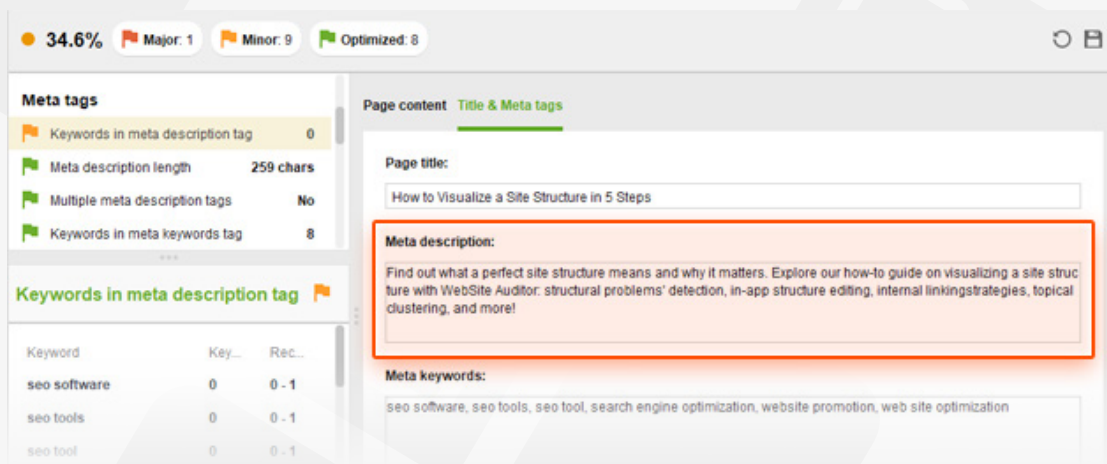 34.6% Major: 1 Minor: 9 Optimized: 8
Meta tags
Keywords in meta description tag 0
Meta description length 259 chars
Multiple meta description tags No
Keywords in meta keywords tag 8
Keywords in meta description tag
Keyword Key... Rec...
seo software 0 0 - 1
seo tools 0 0 - 1
seo tool 0 0 - 1
Page content Title & Meta tags
Page title:
How to Visualize a Site Structure in 5 Steps
Meta description:
Find out what a perfect site structure means and why it matters. Explore our how-to guide on visualizing a site struc
ture with WebSite Auditor: structural problems' detection, in-app structure editing, internal linkingstrategies, topical
clustering, and more!
Meta keywords:
seo software, seo tools, seo tool, search engine optimization, website promotion, web site optimization